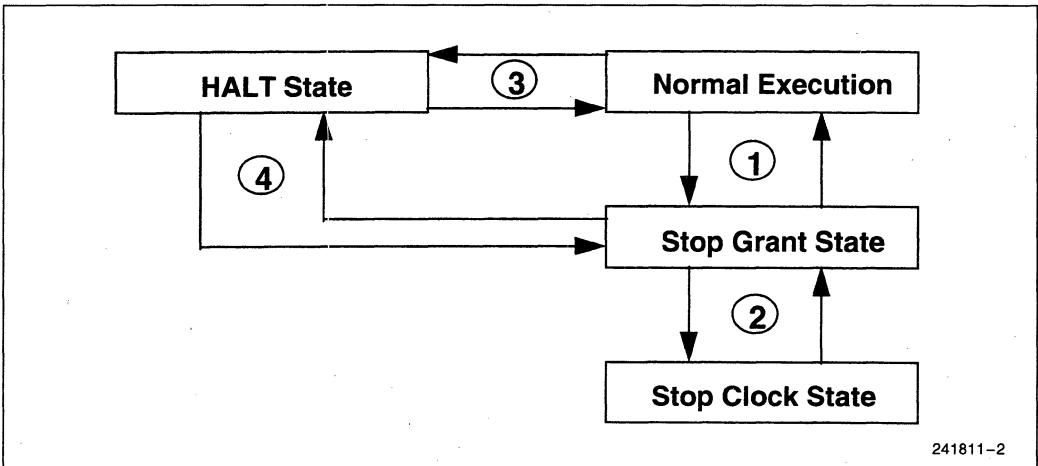 HALT State
3
Normal Execution
4
1
Stop Grant State
2
Stop Clock State
241811-2